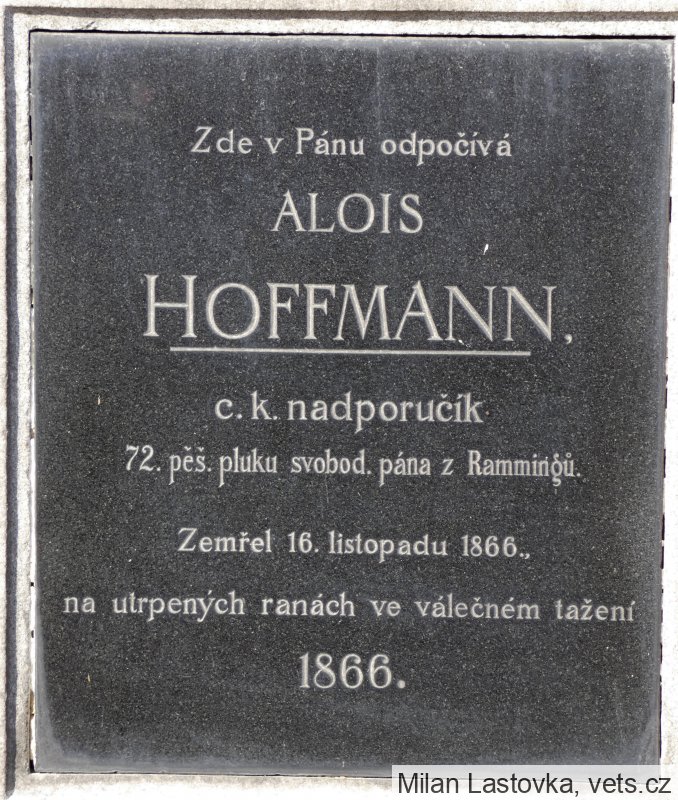 Zde v Pánu odpočívá
ALOIS
HOFFMANN,
c. k. nadporučík
72. pěš. pluku svobod. pána z Rammingů.
Zemřel 16. listopadu 1866.,
na utrpených ranách ve válečném tažení
1866.
Milan Lastovka, vets.cz